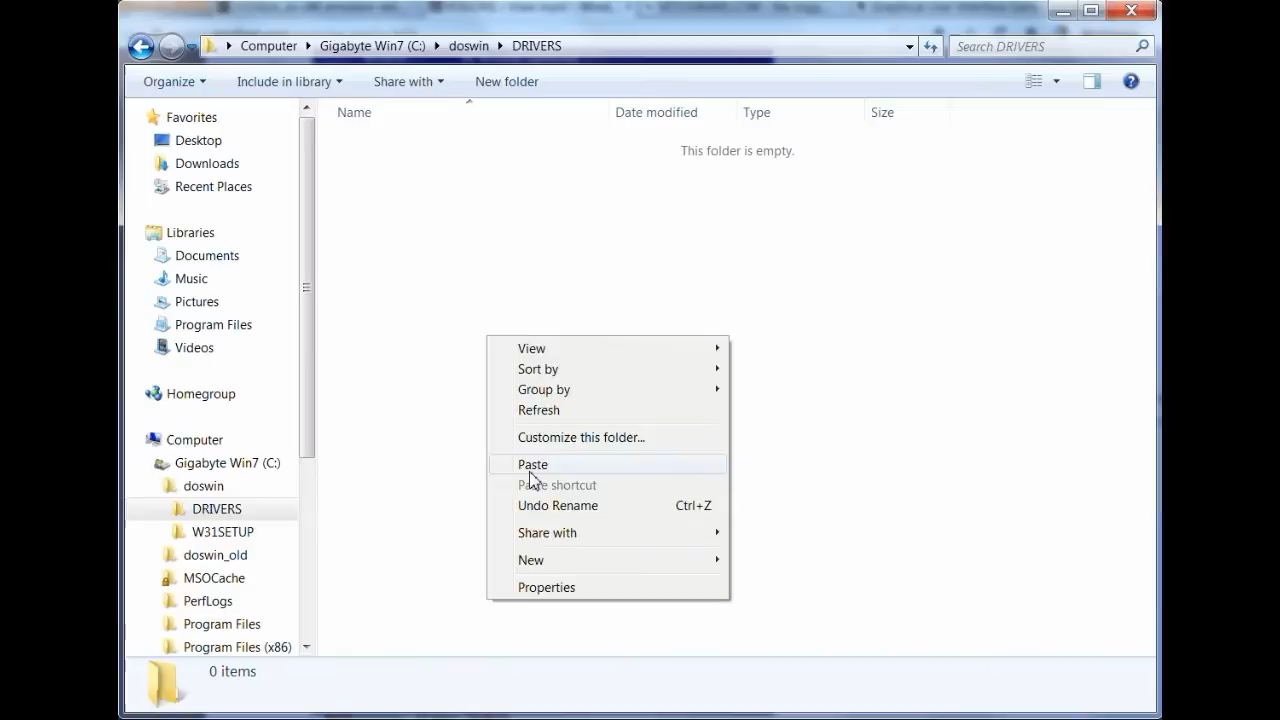 Computer Gigabyte Win7 (C:) doswin DRIVERS
Search DRIVERS
Organize Include in library Share with New folder
Name Date modified Type Size
This folder is empty.
Favorites
Desktop
Downloads
Recent Places
Libraries
Documents
Music
Pictures
Program Files
Videos
Homegroup
Computer
Gigabyte Win7 (C:)
doswin
DRIVERS
W31SETUP
doswin_old
MSOCache
PerfLogs
Program Files
Program Files (x86)
View
Sort by
Group by
Refresh
Customize this folder...
Paste
Paste shortcut
Undo Rename Ctrl+Z
Share with
New
Properties
0 items